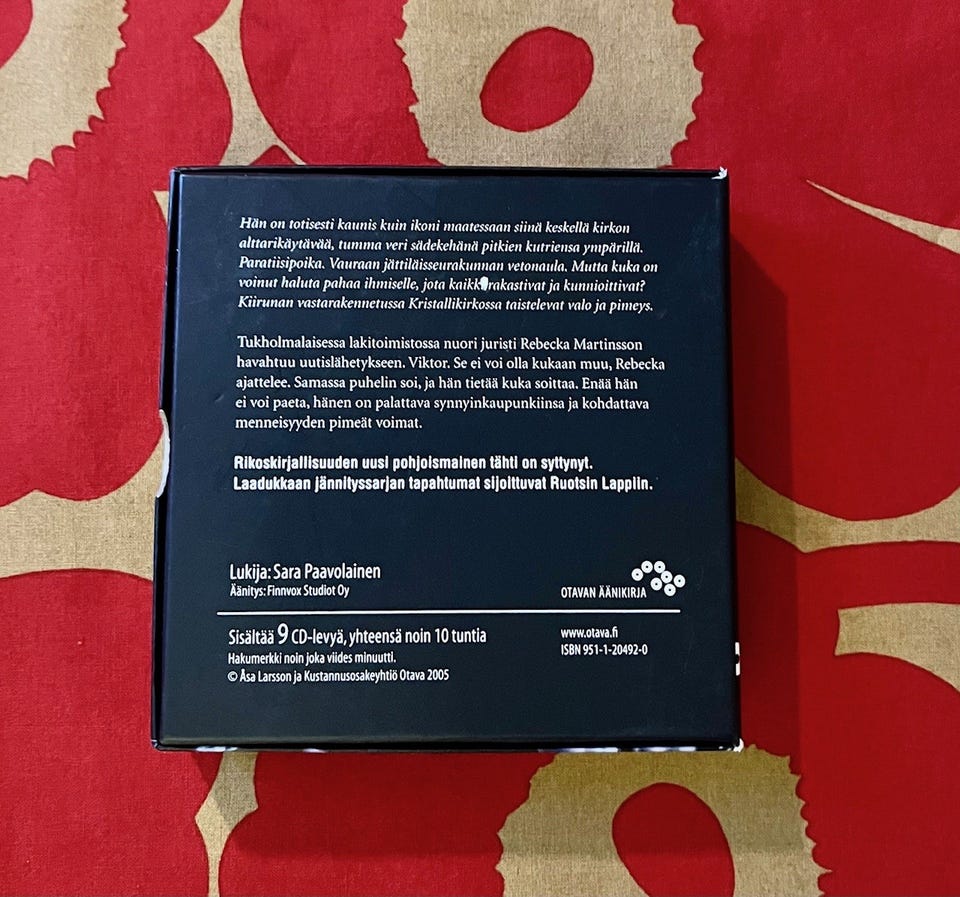 Hän on totisesti kaunis kuin ikoni maatessaan siinä keskellä kirkon
alttarikäytävää, tumma veri sädekehänä pitkien kutriensa ympärillä.
Paratiisipoika. Vauraan jättiläisseurakunnan vetonaula. Mutta kuka on
voinut haluta pahaa ihmiselle, jota kaikki rakastivat ja kunnioittivat?
Kiirunan vastarakennetussa Kristallikirkossa taistelevat valo ja pimeys.
Tukholmalaisessa lakitoimistossa nuori juristi Rebecka Martinsson
havahtuu uutislähetykseen. Viktor. Se ei voi olla kukaan muu, Rebecka
ajattelee. Samassa puhelin soi, ja hän tietää kuka soittaa. Enää hän
ei voi paeta, hänen on palattava synnyinkaupunkiinsa ja kohdattava
menneisyyden pimeät voimat.
Rikoskirjallisuuden uusi pohjoismainen tähti on syttynyt.
Laadukkaan jännityssarjan tapahtumat sijoittuvat Ruotsin Lappiin.
Lukija: Sara Paavolainen
Äänitys: Finnvox Studiot Oy
OTAVAN ÄÄNIKIRJA
Sisältää 9 CD-levyä, yhteensä noin 10 tuntia
Hakumerkki noin joka viides minuutti.
© Åsa Larsson ja Kustannusosakeyhtiö Otava 2005
www.otava.fi
ISBN 951-1-20492-0